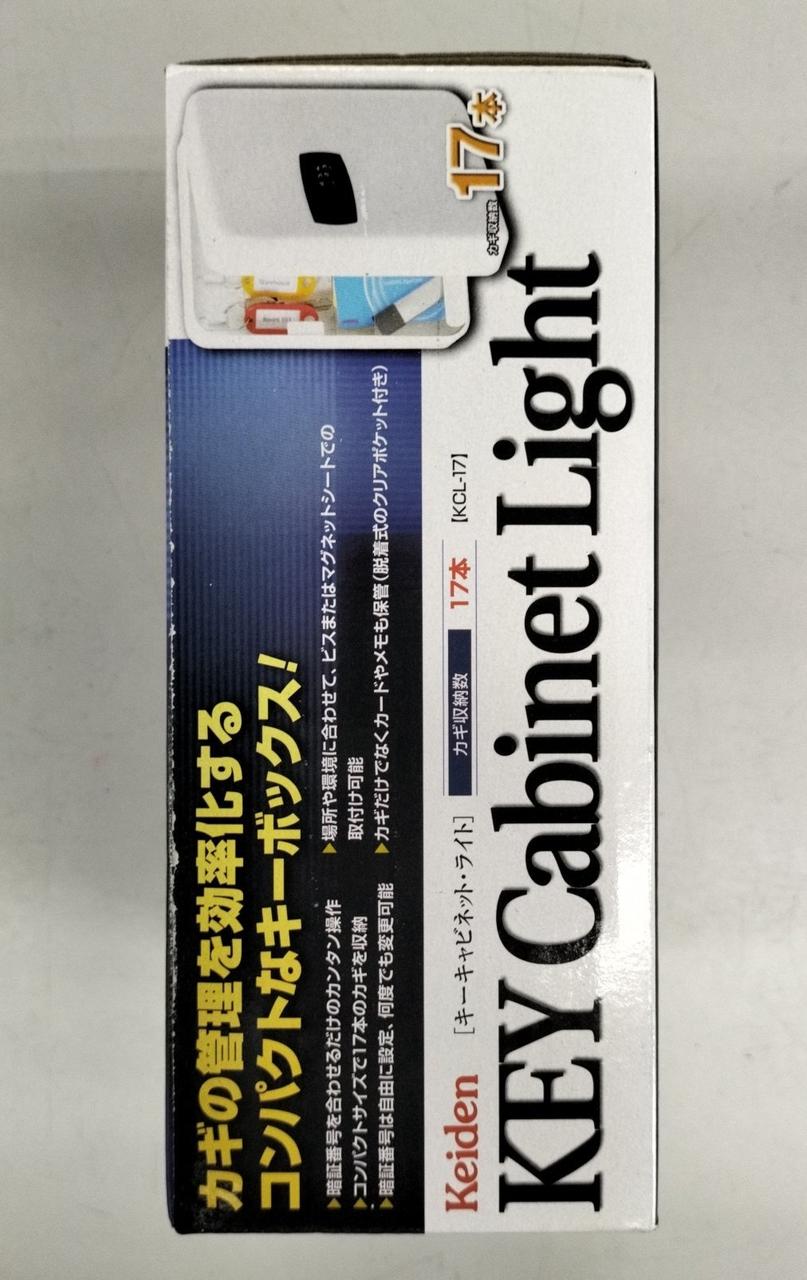 カギの管理を効率化する
コンパクトなキーボックス!
▶暗証番号を合わせるだけのカンタン操作
▶コンパクトサイズで17本のカギを収納
▶暗証番号は自由に設定、何度でも変更可能
▶場所や環境に合わせて、ビスまたはマグネットシートでの
取付け可能
▶カギだけでなくカードやメモも保管(脱着式のクリアポケット付き)
カギ収納数 17本
Keiden [キーキャビネット・ライト] カギ収納数 17本 【KCL-17】
KEY Cabinet Light